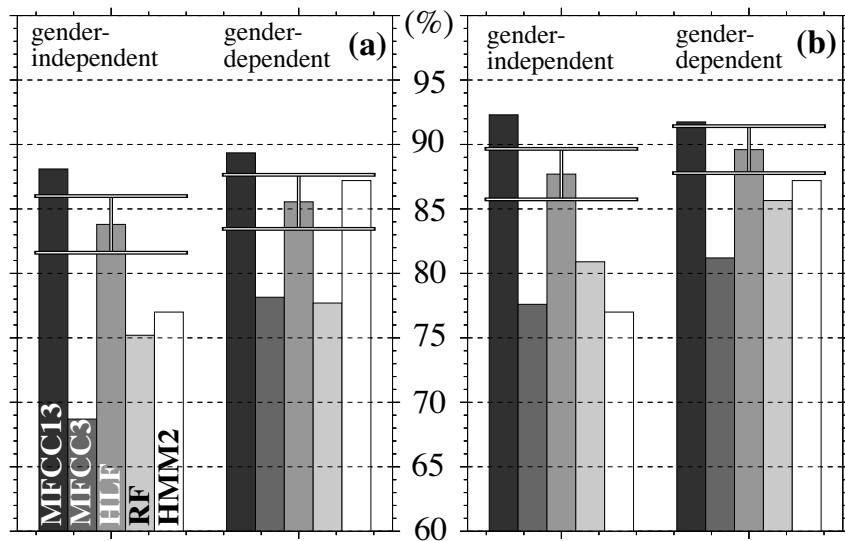 gender-
independent
gender-
dependent
(a)
(%)
gender-
independent
gender-
dependent
(b)
95
90
85
80
75
70
65
60
MFCC13
MFCC3
HLF
RF
HMM2